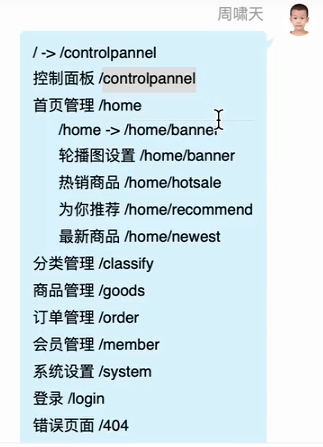 周啸天
/ -> /controlpannel
控制面板 /controlpannel
首页管理 /home
/home -> /home/banner
轮播图设置 /home/banner
热销商品 /home/hotsale
为你推荐 /home/recommend
最新商品 /home/newest
分类管理 /classify
商品管理 /goods
订单管理 /order
会员管理 /member
系统设置 /system
登录 /login
错误页面 /404